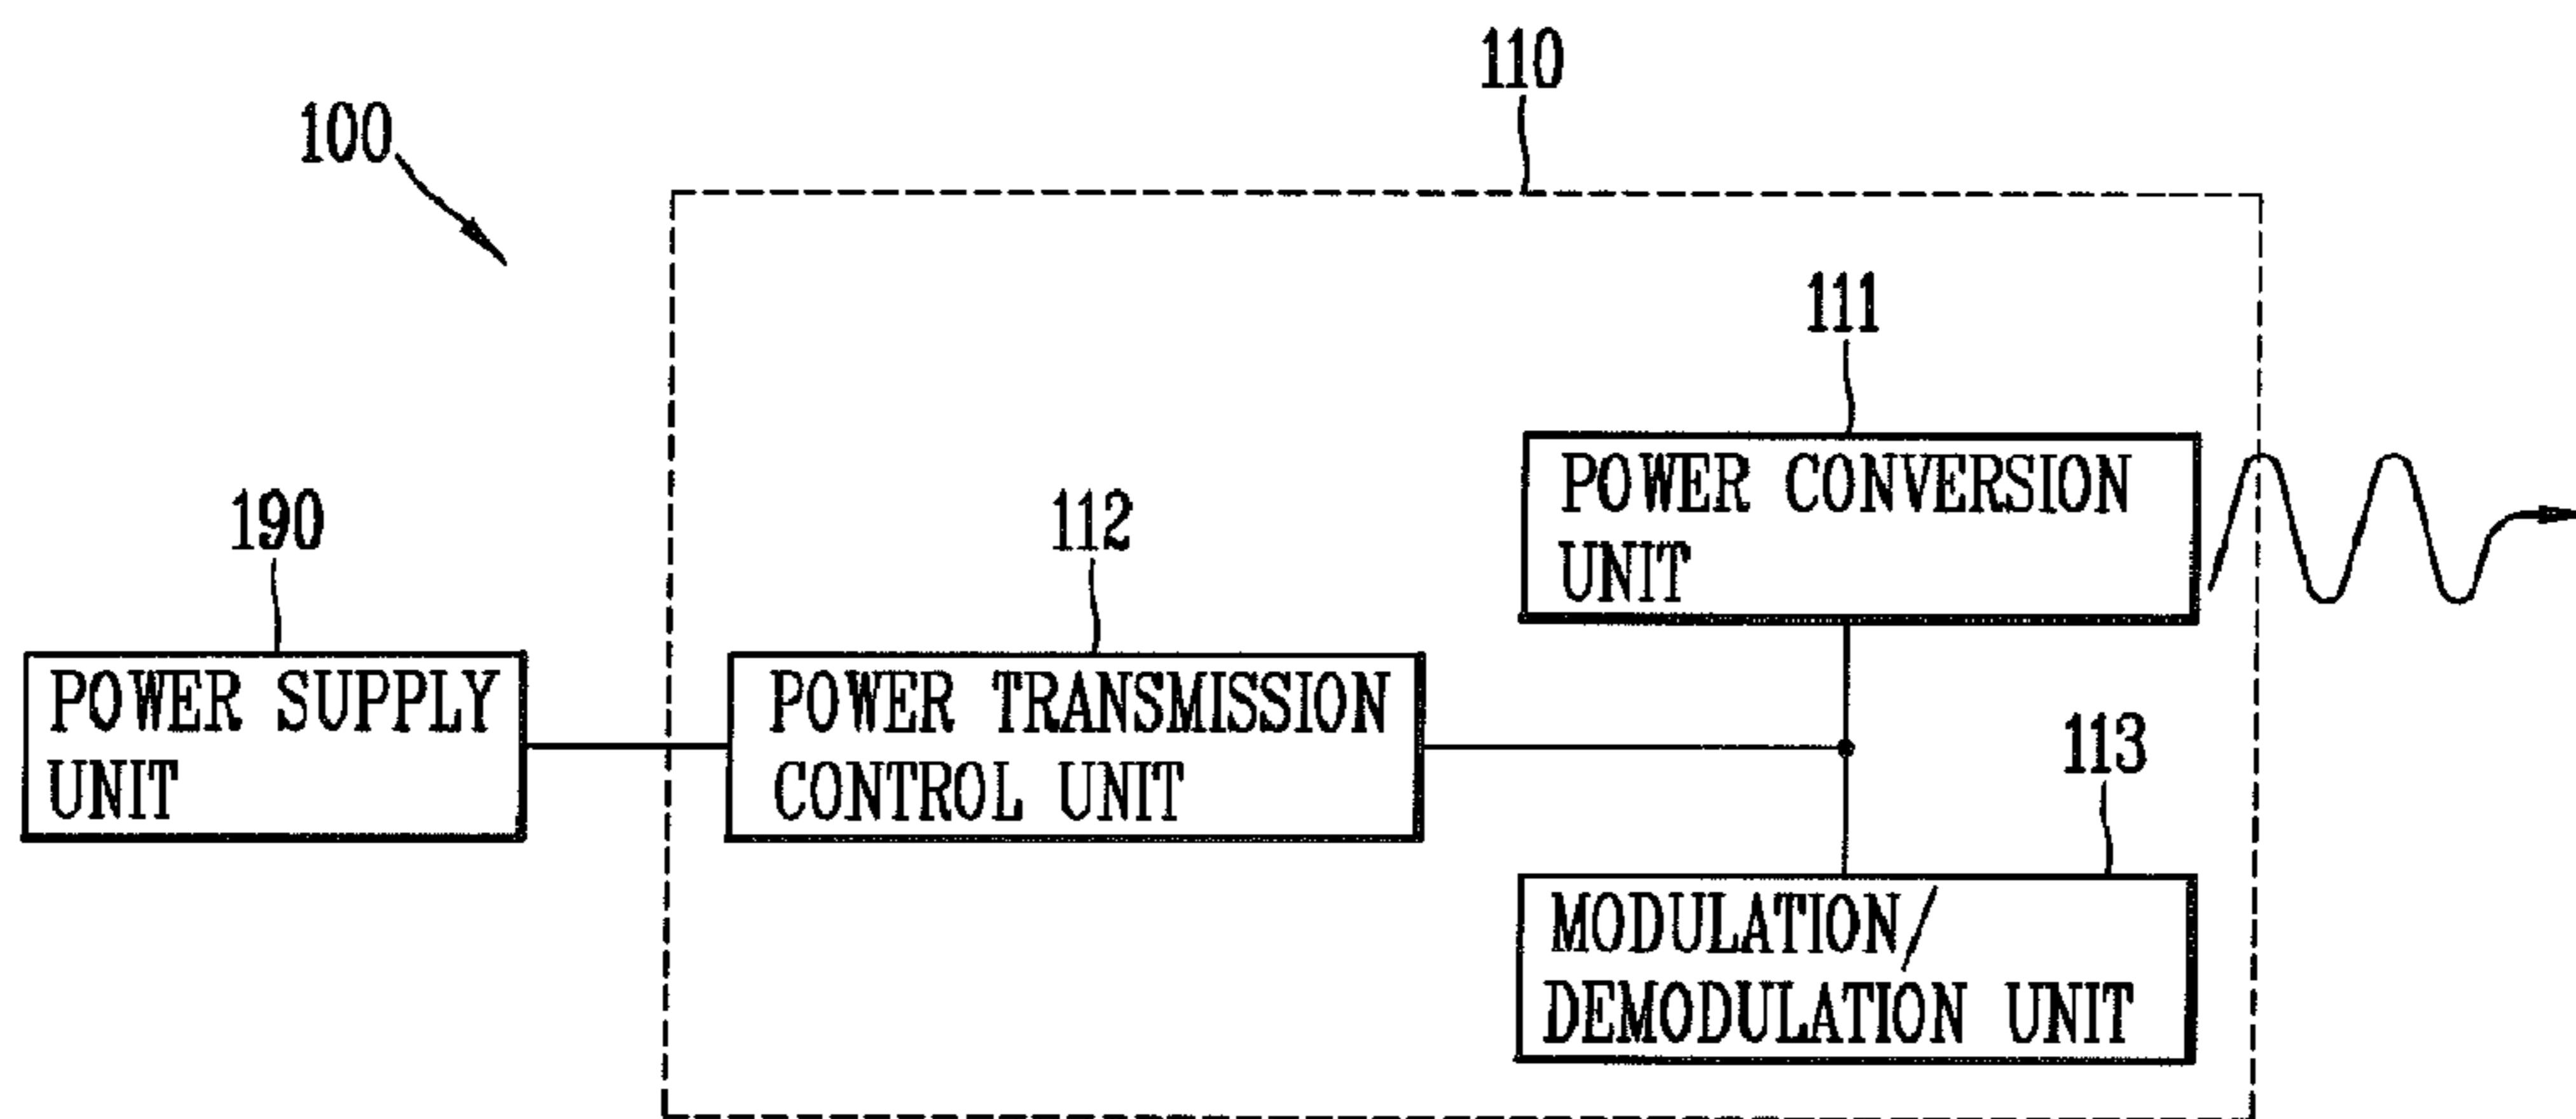 110
100
111
POWER CONVERSION
UNIT
190
112
POWER SUPPLY
UNIT
POWER TRANSMISSION
CONTROL UNIT
113
MODULATION/
DEMODULATION UNIT